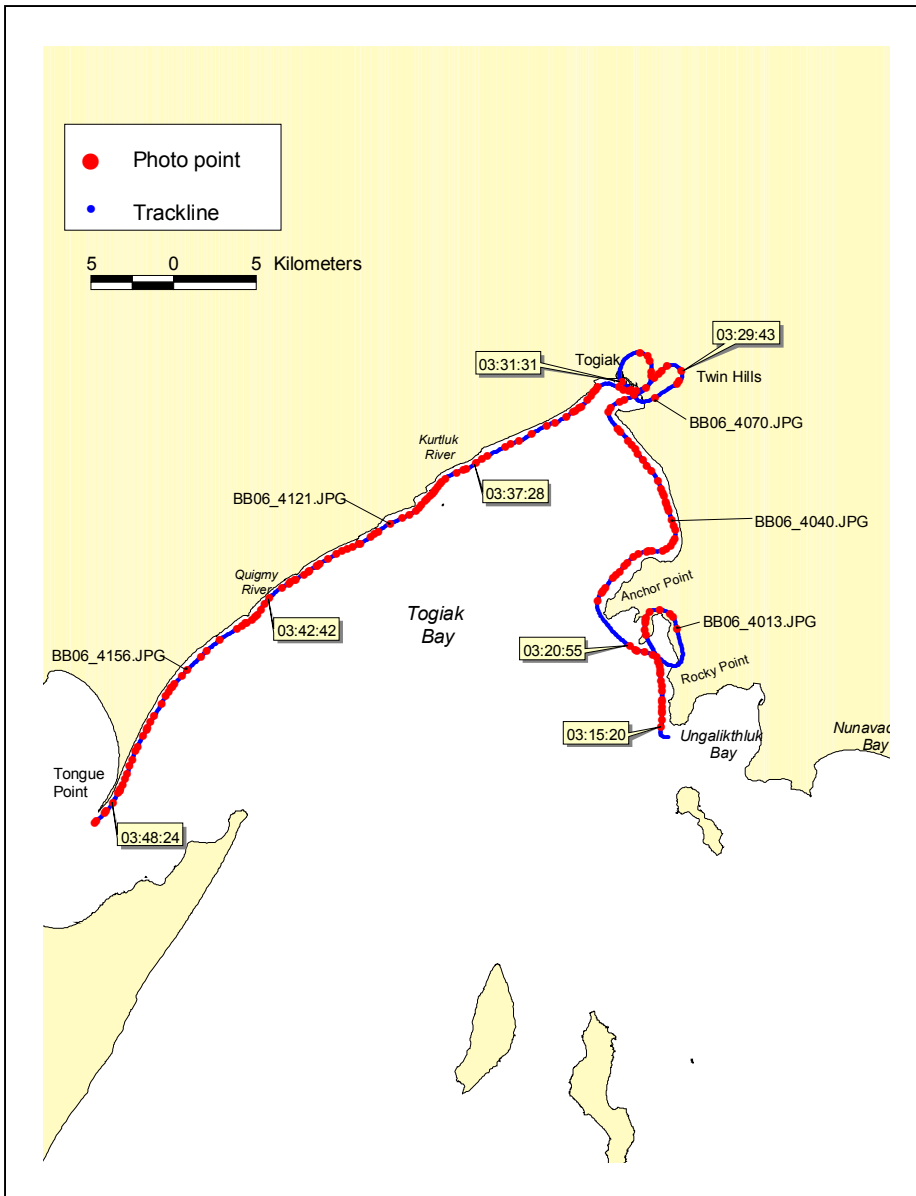 Photo point
Trackline
5 0 5 Kilometers
03:29:43
Togiak
03:31:31
Twin Hills
BB06_4070.JPG
Kurtluk
River
03:37:28
BB06_4121.JPG
BB06_4040.JPG
Quigmy
River
Anchor Point
Togiak
Bay
03:42:42
BB06_4013.JPG
03:20:55
BB06_4156.JPG
Rocky Point
03:15:20
Ungalikthluk
Bay
Nunavac
Bay
Tongue
Point
03:48:24